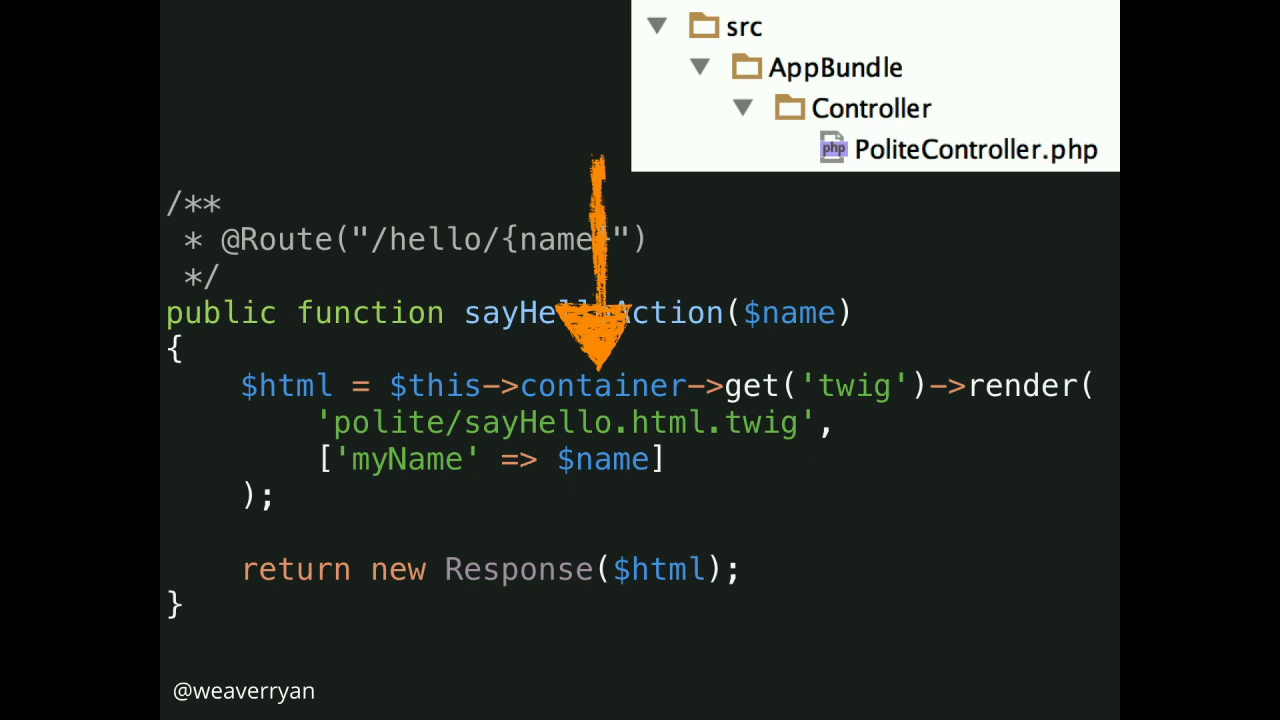 src
AppBundle
Controller
php PoliteController.php
/**
 * @Route("/hello/{name}")
 */
public function sayHelloAction($name)
{
    $html = $this->container->get('twig')->render(
        'polite/sayHello.html.twig',
        ['myName' => $name]
    );
    return new Response($html);
}
@weaverryan